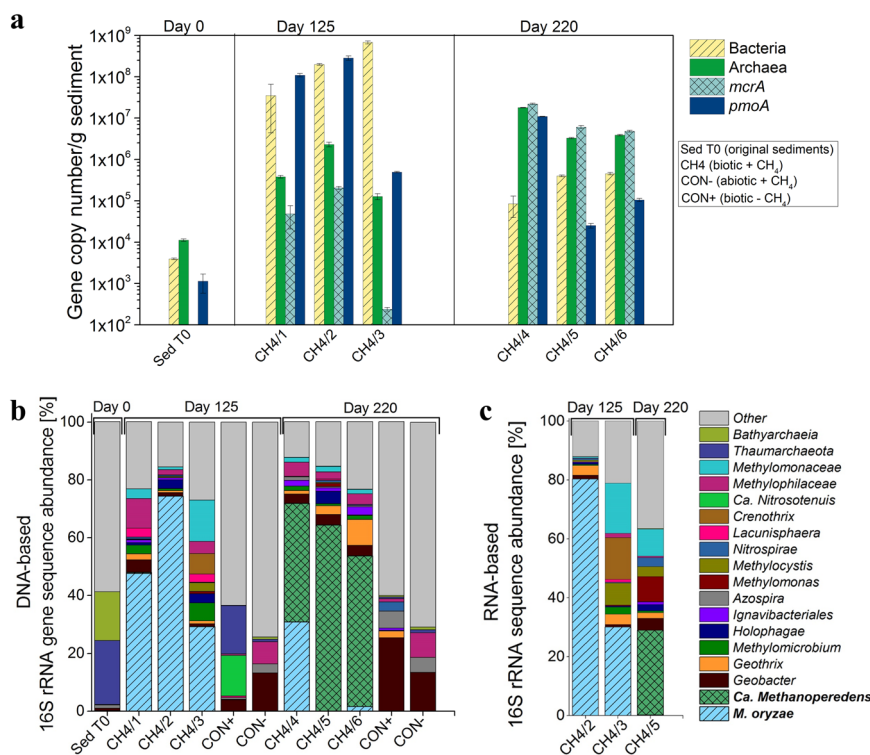 a
Day 0
Day 125
Day 220
Gene copy number/g sediment
1x10⁹
1x10⁸
1x10⁷
1x10⁶
1x10⁵
1x10⁴
1x10³
1x10²
Sed T0
CH4/1
CH4/2
CH4/3
CH4/4
CH4/5
CH4/6
Bacteria
Archaea
mcrA
pmoA
Sed T0 (original sediments)
CH4 (biotic + CH₄)
CON- (abiotic + CH₄)
CON+ (biotic - CH₄)
b
Day 0
Day 125
Day 220
DNA-based
16S rRNA gene sequence abundance [%]
100
80
60
40
20
0
Sed T0
CH4/1
CH4/2
CH4/3
CON+
CON-
CH4/4
CH4/5
CH4/6
CON+
CON-
c
Day 125
Day 220
RNA-based
16S rRNA sequence abundance [%]
100
80
60
40
20
0
CH4/2
CH4/3
CH4/5
Other
Bathyarchaeia
Thaumarchaeota
Methylomonaceae
Methylophilaceae
Ca. Nitrosotenuis
Crenothrix
Lacunisphaera
Nitrospirae
Methylocystis
Methylomonas
Azospira
Ignavibacteriales
Holophagae
Methylomicrobium
Geothrix
Geobacter
Ca. Methanoperedens
M. oryzae